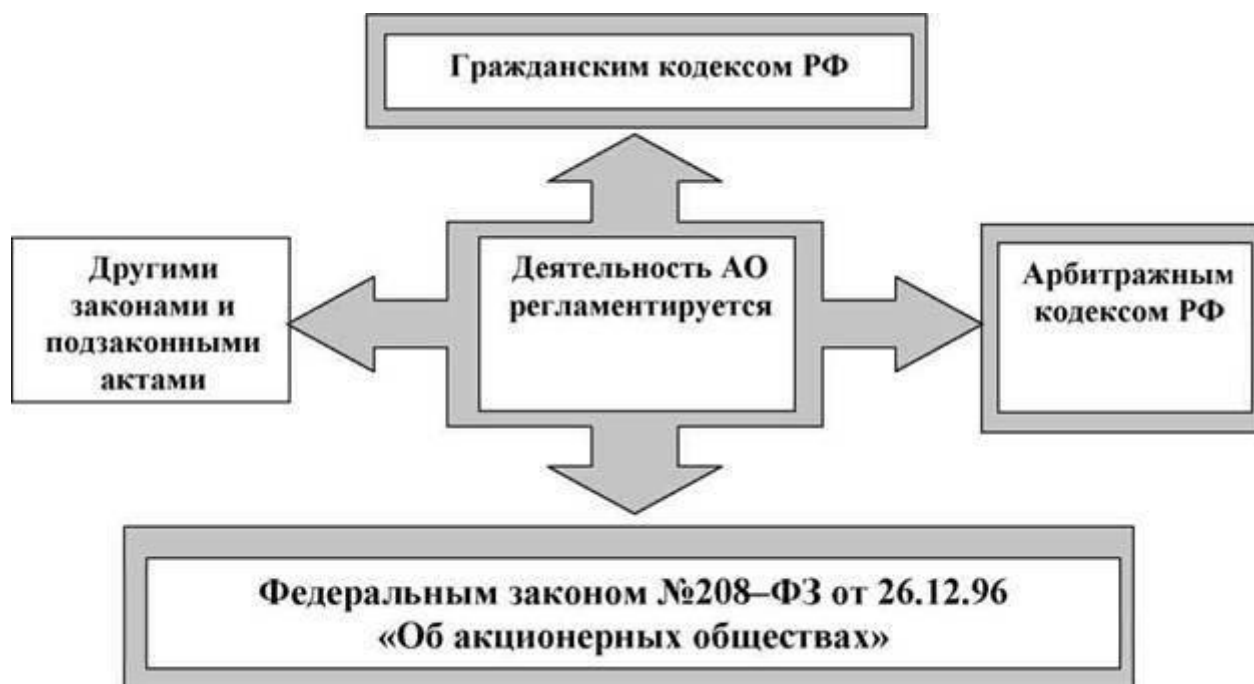 Гражданским кодексом РФ
Другими
законами и
подзаконными
актами
Деятельность АО
регламентируется
Арбитражным
кодексом РФ
Федеральным законом №208–ФЗ от 26.12.96
«Об акционерных обществах»